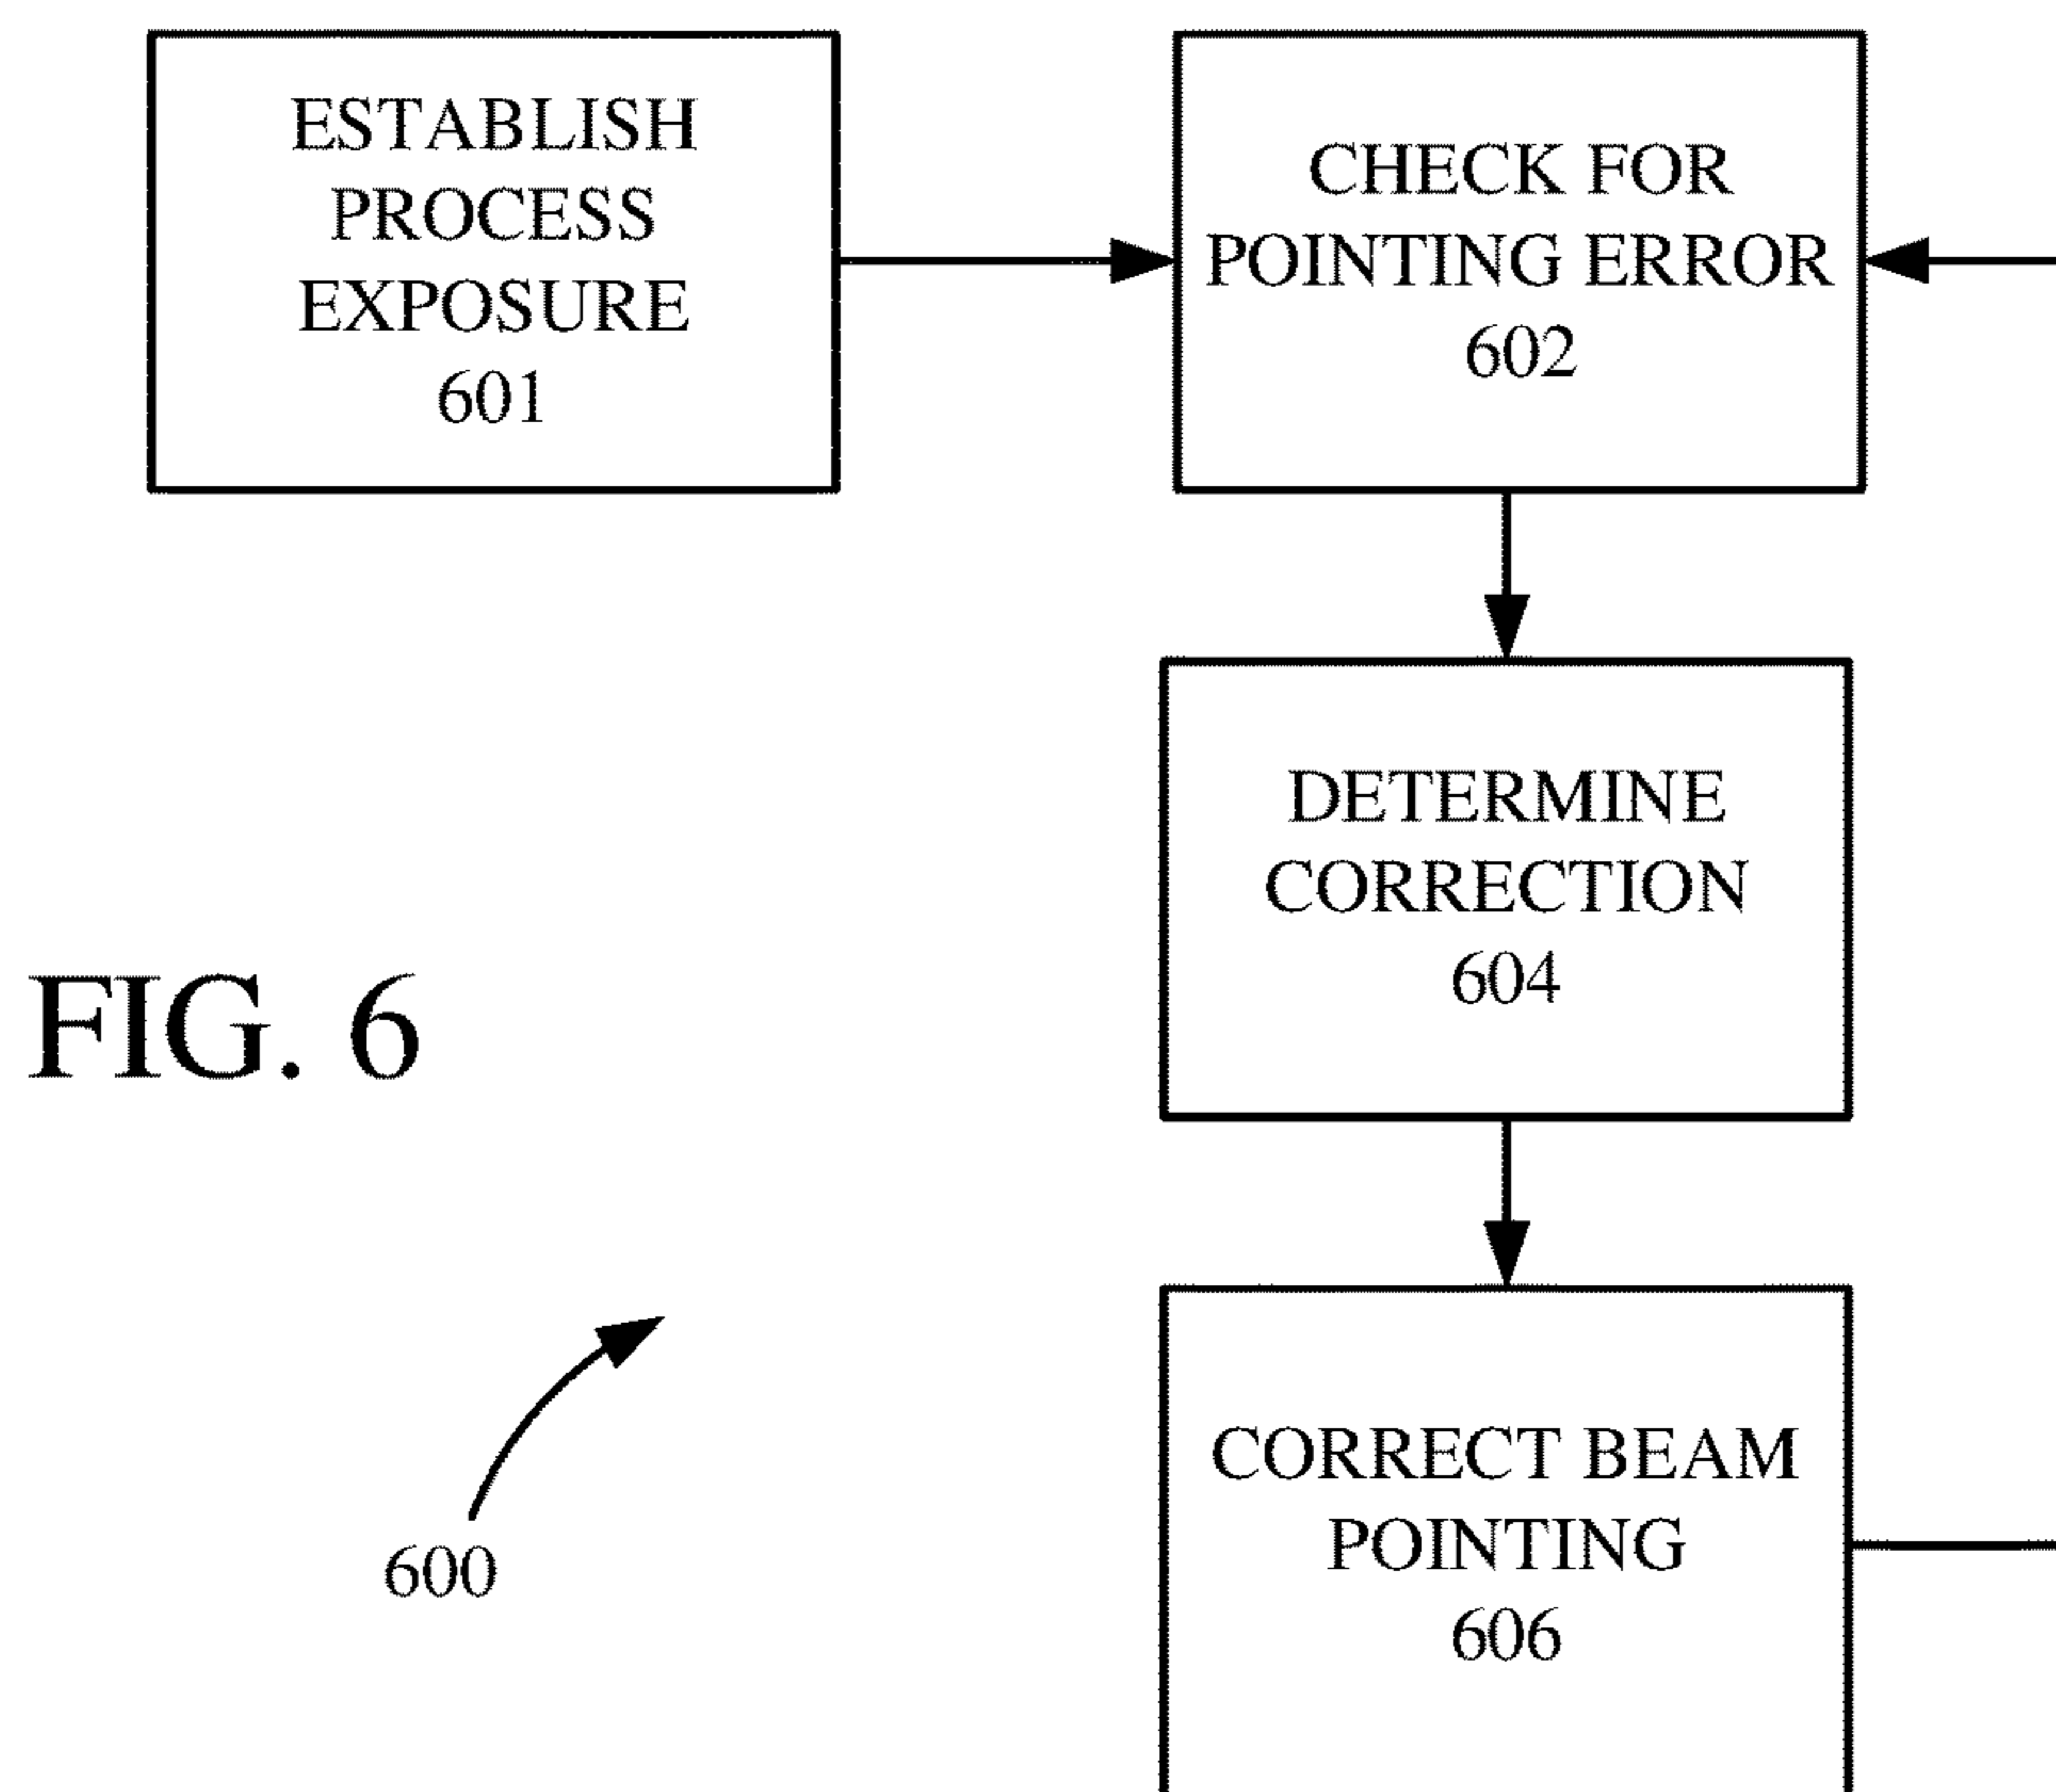 ESTABLISH
PROCESS
EXPOSURE
601
CHECK FOR
POINTING ERROR
602
DETERMINE
CORRECTION
604
FIG. 6
600
CORRECT BEAM
POINTING
606